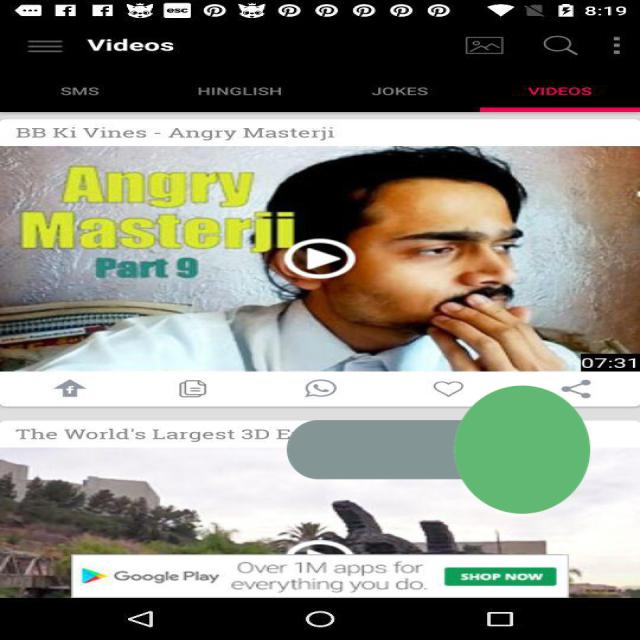 esc 8:19
Videos
SMS HINGLISH JOKES VIDEOS
BB Ki Vines - Angry Masterji
Angry
Masterji
Part 9
07:31
The World's Largest 3D
Google Play
Over 1M apps for
everything you do.
SHOP NOW